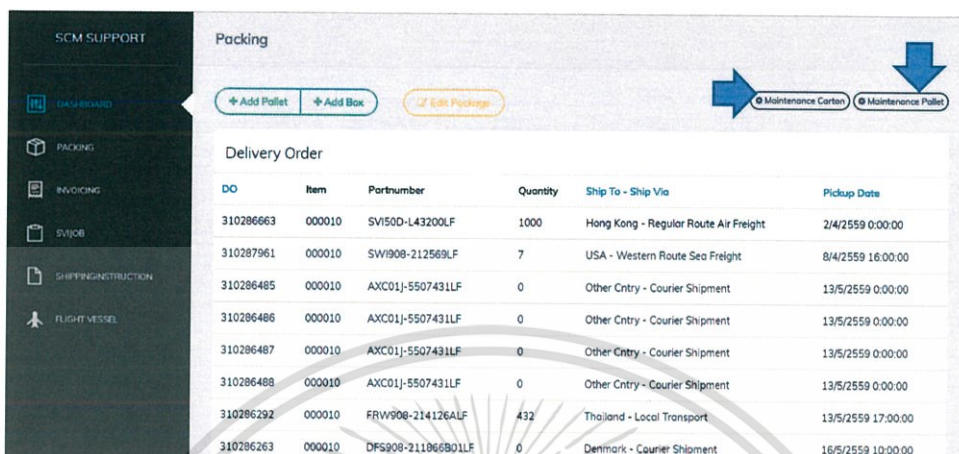 SCM SUPPORT
Packing
DASHBOARD
+ Add Pallet
+ Add Box
Edit Package
Maintenance Carton
Maintenance Pallet
PACKING
INVOICING
SVIJOB
SHIPPINGINSTRUCTION
FLIGHT VESSEL
Delivery Order
DO Item Partnumber Quantity Ship To - Ship Via Pickup Date
310286663 000010 SVI50D-L43200LF 1000 Hong Kong - Regular Route Air Freight 2/4/2559 0:00:00
310287961 000010 SWI908-212569LF 7 USA - Western Route Sea Freight 8/4/2559 16:00:00
310286485 000010 AXC01J-5507431LF 0 Other Cntry - Courier Shipment 13/5/2559 0:00:00
310286486 000010 AXC01J-5507431LF 0 Other Cntry - Courier Shipment 13/5/2559 0:00:00
310286487 000010 AXC01J-5507431LF 0 Other Cntry - Courier Shipment 13/5/2559 0:00:00
310286488 000010 AXC01J-5507431LF 0 Other Cntry - Courier Shipment 13/5/2559 0:00:00
310286292 000010 FRW908-214126ALF 432 Thailand - Local Transport 13/5/2559 17:00:00
310286263 000010 DFS908-211866B01LF 0 Denmark - Courier Shipment 16/5/2559 10:00:00